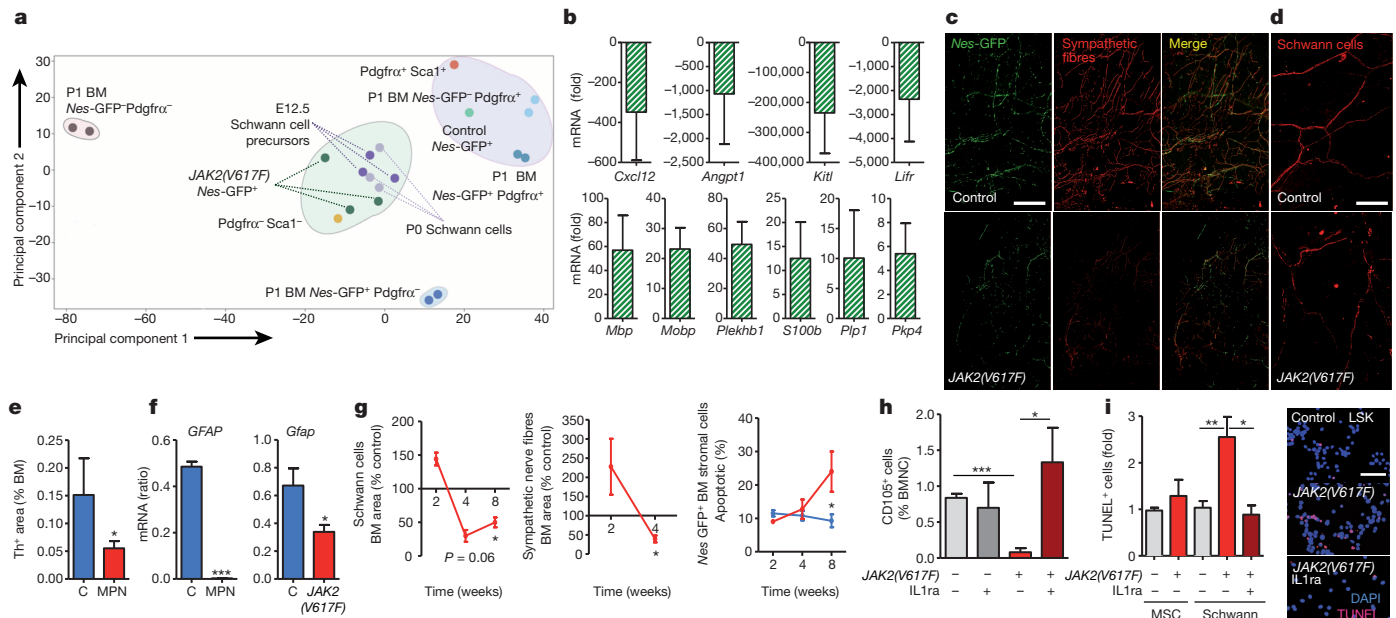 a
Principal component 2
30
20
10
0
−10
−20
−30
−80
−60
−40
−20
0
20
40
Principal component 1
P1 BM
Nes-GFP⁻Pdgfrα⁻
E12.5
Schwann cell
precursors
JAK2(V617F)
Nes-GFP⁺
Pdgfrα⁻ Sca1⁻
Pdgfrα⁺ Sca1⁺
P1 BM Nes-GFP⁻ Pdgfrα⁺
Control
Nes-GFP⁺
P1 BM
Nes-GFP⁺ Pdgfrα⁺
P0 Schwann cells
P1 BM Nes-GFP⁺ Pdgfrα⁻
b
mRNA (fold)
0
−200
−400
−600
Cxcl12
0
−500
−1,000
−1,500
−2,000
−2,500
Angpt1
0
−100,000
−200,000
−300,000
−400,000
Kitl
0
−1,000
−2,000
−3,000
−4,000
−5,000
Lifr
mRNA (fold)
100
80
60
40
20
0
Mbp
40
30
20
10
0
Mobp
80
60
40
20
0
Plekhb1
25
20
15
10
5
0
S100b
20
15
10
5
0
Plp1
10
8
6
4
2
0
Pkp4
c
Nes-GFP
Sympathetic
fibres
Merge
Control
JAK2(V617F)
d
Schwann cells
Control
JAK2(V617F)
e
Th⁺ area (% BM)
0.25
0.20
0.15
0.10
0.05
0.00
*
C MPN
f
GFAP
mRNA (ratio)
0.6
0.4
0.2
0.0
***
C MPN
Gfap
1.0
0.8
0.6
0.4
0.2
0.0
*
C JAK2
(V617F)
g
Schwann cells
BM area (% control)
200
150
100
50
0
2 4 8
P = 0.06
*
Time (weeks)
Sympathetic nerve fibres
BM area (% control)
350
300
250
200
150
100
50
0
2 4
*
Time (weeks)
Nes GFP⁺ BM stromal cells
Apoptotic (%)
40
30
20
10
0
*
2 4 8
Time (weeks)
h
CD105⁺ cells
(% BMNC)
2.0
1.5
1.0
0.5
0.0
***
*
JAK2(V617F) − − + +
IL1ra − + − +
i
TUNEL⁺ cells (fold)
3
2
1
0
** *
JAK2(V617F) − + − + +
IL1ra − − − − +
MSC Schwann
Control LSK
JAK2(V617F)
JAK2(V617F)
IL1ra
DAPI
TUNEL